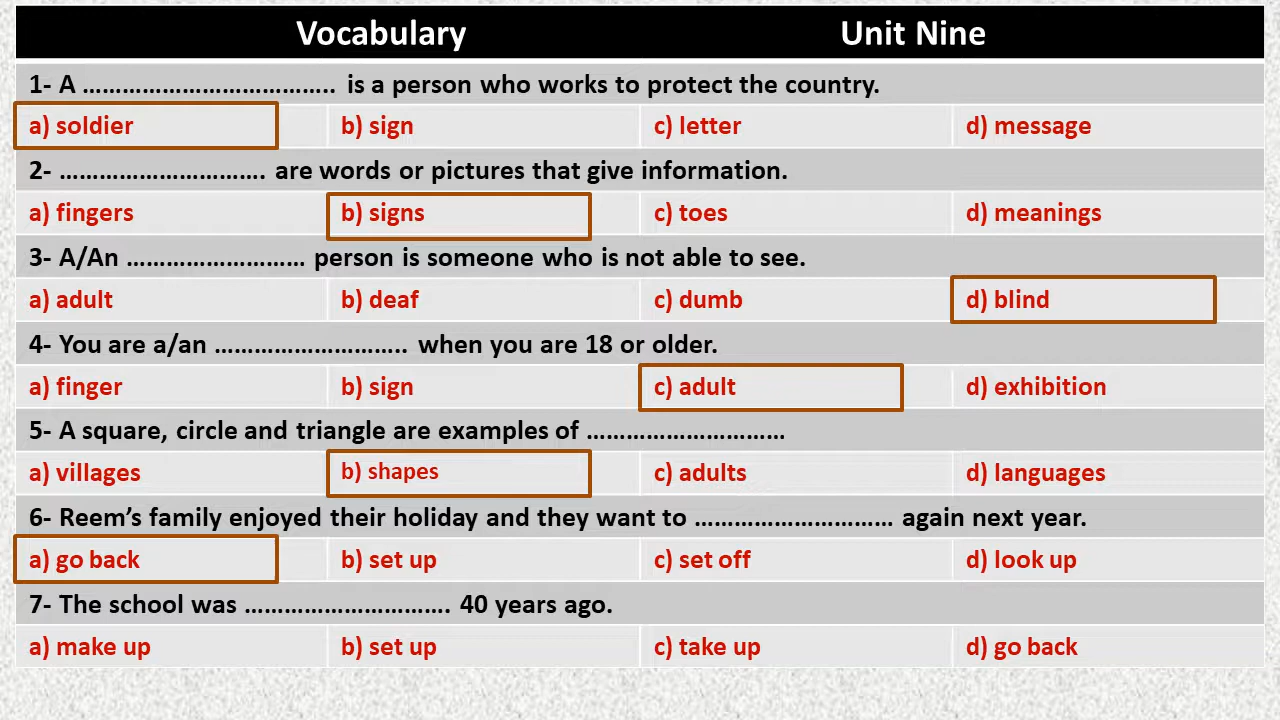 Vocabulary Unit Nine
1- A ……………………………….. is a person who works to protect the country.
a) soldier b) sign c) letter d) message
2- …………………………. are words or pictures that give information.
a) fingers b) signs c) toes d) meanings
3- A/An ……………………… person is someone who is not able to see.
a) adult b) deaf c) dumb d) blind
4- You are a/an ……………………….. when you are 18 or older.
a) finger b) sign c) adult d) exhibition
5- A square, circle and triangle are examples of …………………………
a) villages b) shapes c) adults d) languages
6- Reem’s family enjoyed their holiday and they want to ………………………… again next year.
a) go back b) set up c) set off d) look up
7- The school was …………………………. 40 years ago.
a) make up b) set up c) take up d) go back